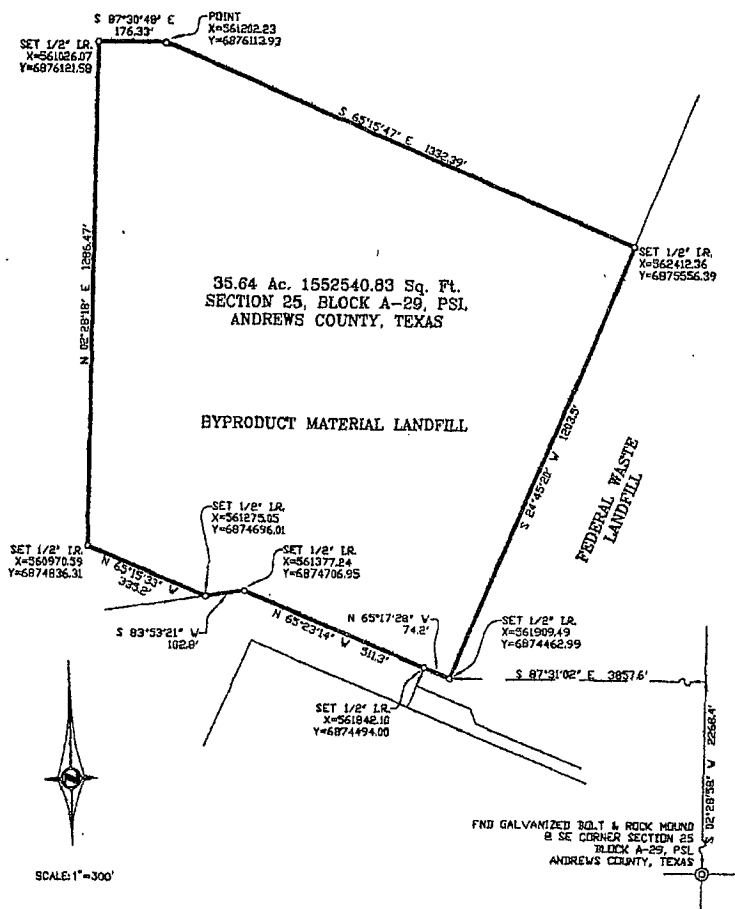 S 87°30'48" E
176.33'
POINT
X=561202.23
Y=6876113.93
SET 1/2" I.R.
X=561026.07
Y=6876121.58
S 65°15'47" E 1332.39'
SET 1/2" I.R.
X=562412.36
Y=6875556.39
N 02°28'18" E 1286.47'
35.64 Ac. 1552540.83 Sq. Ft.
SECTION 25, BLOCK A-29, PSL
ANDREWS COUNTY, TEXAS
BYPRODUCT MATERIAL LANDFILL
S 24°45'20" W 1203.5'
FEDERAL WASTE
LANDFILL
SET 1/2" I.R.
X=561275.05
Y=6874696.01
SET 1/2" I.R.
X=560970.59
Y=6874836.31
SET 1/2" I.R.
X=561377.24
Y=6874706.95
N 65°15'33" W
335.2'
S 83°53'21" W
102.8'
N 65°23'14" W 511.3'
N 65°17'28" W
74.2'
SET 1/2" I.R.
X=561909.49
Y=6874462.99
S 87°31'02" E 3857.6'
SET 1/2" I.R.
X=561842.10
Y=6874494.00
S 02°28'58" W 2268.4'
FND GALVANIZED BOLT & ROCK MOUND
@ SE CORNER SECTION 25
BLOCK A-29, PSL
ANDREWS COUNTY, TEXAS
SCALE:1"=300'